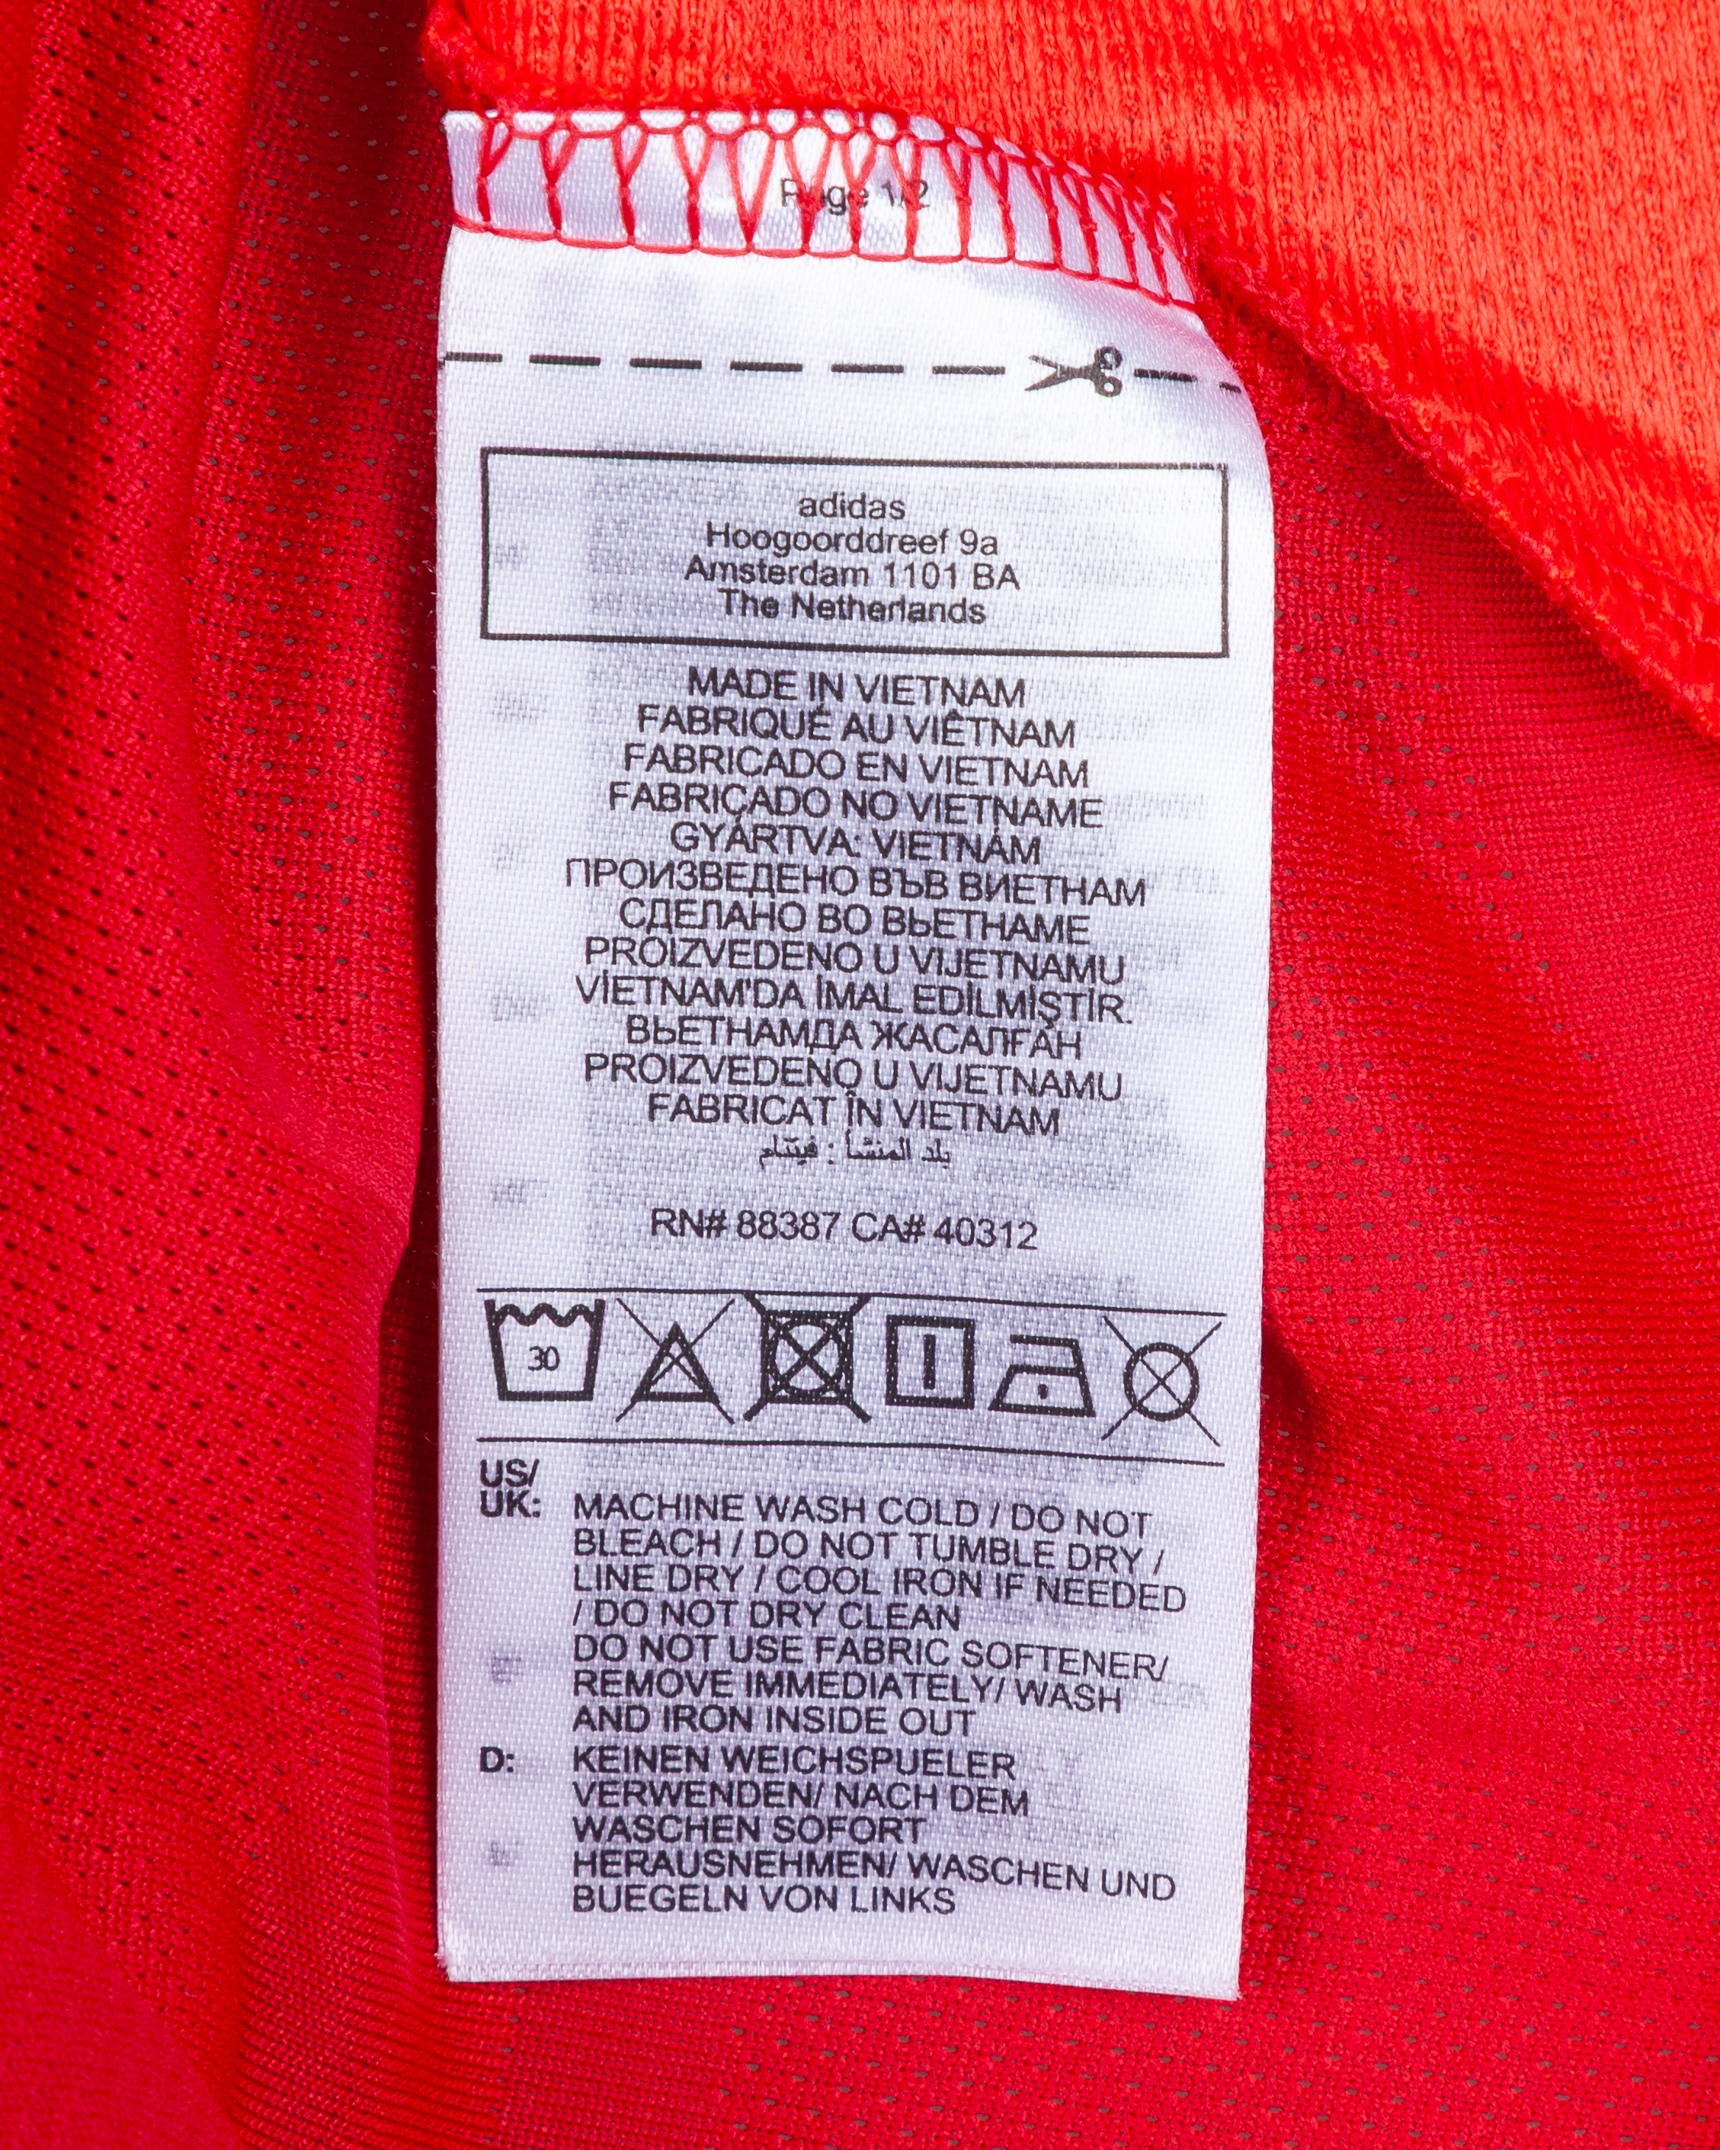 Page 1/2
adidas
Hoogoorddreef 9a
Amsterdam 1101 BA
The Netherlands
MADE IN VIETNAM
FABRIQUÉ AU VIÊTNAM
FABRICADO EN VIETNAM
FABRICADO NO VIETNAME
GYÁRTVA: VIETNÁM
ПРОИЗВЕДЕНО ВЪВ ВИЕТНАМ
СДЕЛАНО ВО ВЬЕТНАМЕ
PROIZVEDENO U VIJETNAMU
VİETNAM'DA İMAL EDİLMİŞTİR.
ВЬЕТНАМДА ЖАСАЛҒАН
PROIZVEDENO U VIJETNAMU
FABRICAT ÎN VIETNAM
بلد المنشأ : فيتنام
RN# 88387 CA# 40312
30
US/
UK: MACHINE WASH COLD / DO NOT
BLEACH / DO NOT TUMBLE DRY /
LINE DRY / COOL IRON IF NEEDED
/ DO NOT DRY CLEAN
DO NOT USE FABRIC SOFTENER/
REMOVE IMMEDIATELY/ WASH
AND IRON INSIDE OUT
D: KEINEN WEICHSPUELER
VERWENDEN/ NACH DEM
WASCHEN SOFORT
HERAUSNEHMEN/ WASCHEN UND
BUEGELN VON LINKS